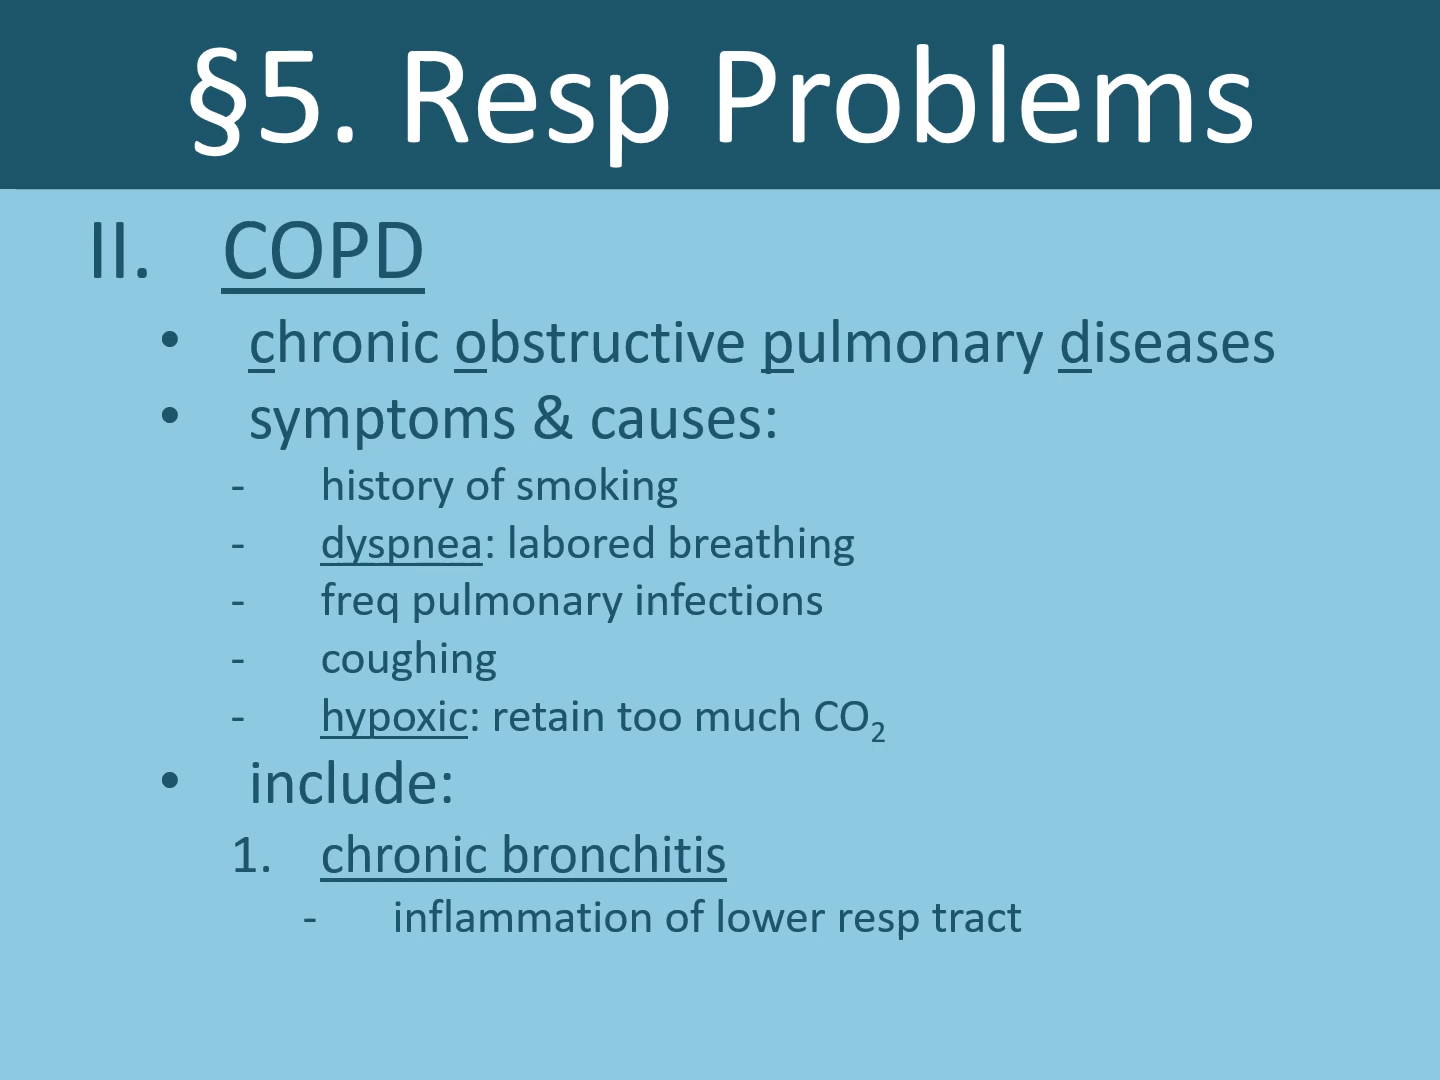 §5. Resp Problems
II. COPD
• chronic obstructive pulmonary diseases
• symptoms & causes:
- history of smoking
- dyspnea: labored breathing
- freq pulmonary infections
- coughing
- hypoxic: retain too much CO₂
• include:
1. chronic bronchitis
- inflammation of lower resp tract